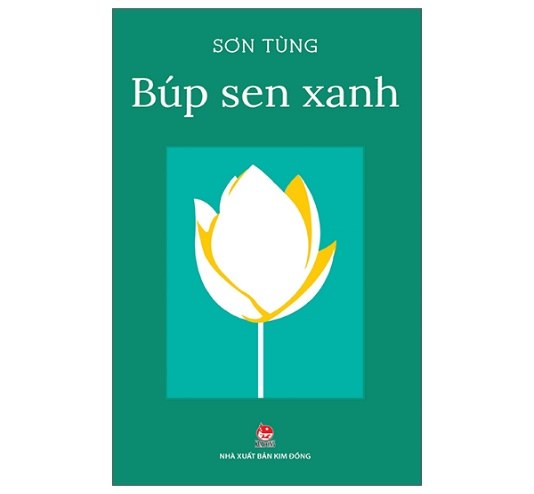 SƠN TÙNG
Búp sen xanh
NHÀ XUẤT BẢN KIM ĐỒNG